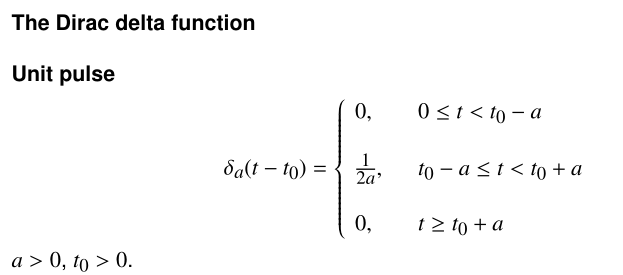 The Dirac delta function
Unit pulse
δₐ(t − t₀) = { 0, 0 ≤ t < t₀ − a
1/2a, t₀ − a ≤ t < t₀ + a
0, t ≥ t₀ + a
a > 0, t₀ > 0.